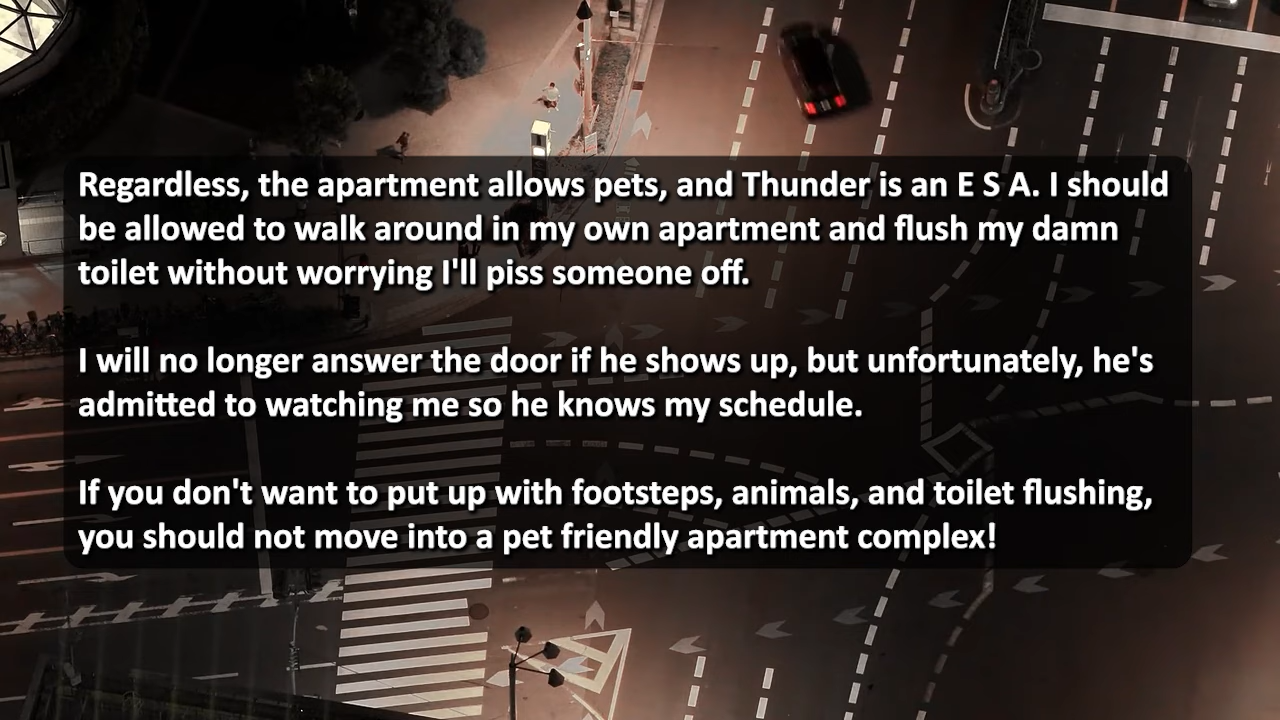 Regardless, the apartment allows pets, and Thunder is an E S A. I should
be allowed to walk around in my own apartment and flush my damn
toilet without worrying I'll piss someone off.
I will no longer answer the door if he shows up, but unfortunately, he's
admitted to watching me so he knows my schedule.
If you don't want to put up with footsteps, animals, and toilet flushing,
you should not move into a pet friendly apartment complex!